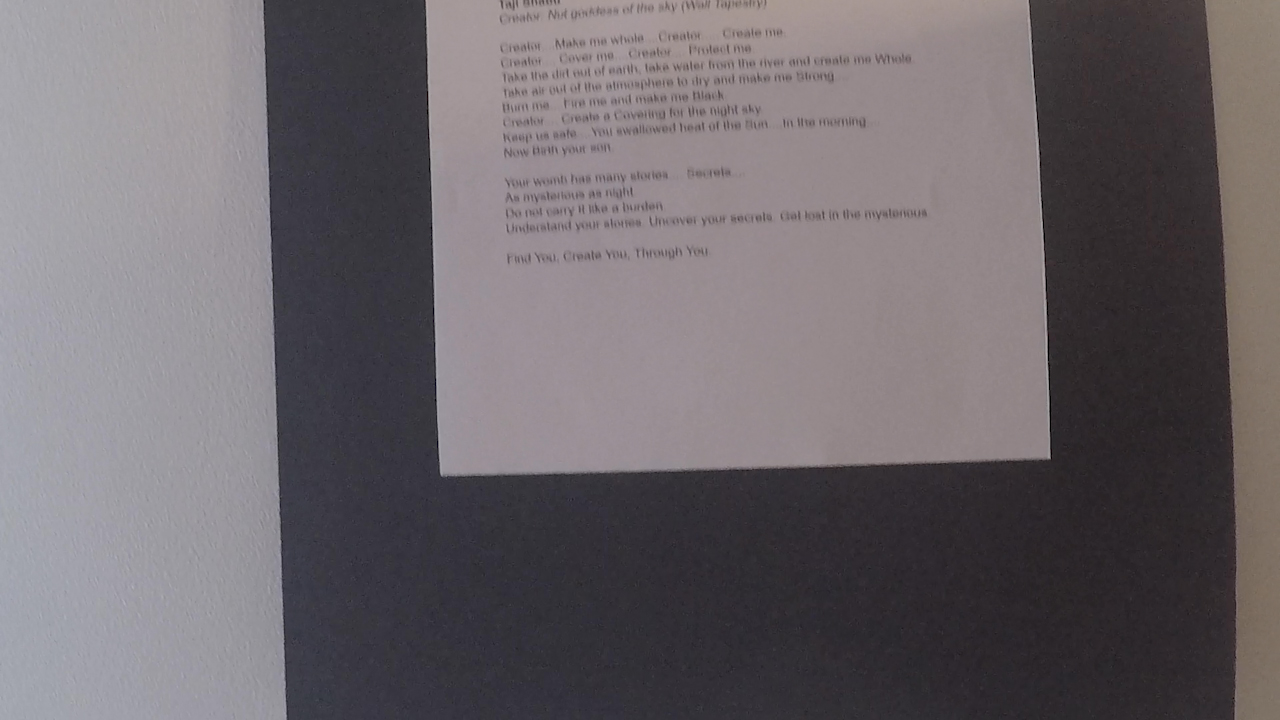 Creator: Nut goddess of the sky (Wall Tapestry)
Creator... Make me whole... Creator.... Create me.
Creator.... Cover me... Creator.... Protect me.
Take the dirt out of earth, take water from the river and create me Whole.
Take air out of the atmosphere to dry and make me Strong...
Burn me... Fire me and make me Black.
Creator.... Create a Covering for the night sky.
Keep us safe... You swallowed heat of the Sun... In the morning...
Now Birth your son.
Your womb has many stories.... Secrets....
As mysterious as night.
Do not carry it like a burden.
Understand your stories. Uncover your secrets. Get lost in the mysterious.
Find You, Create You, Through You.